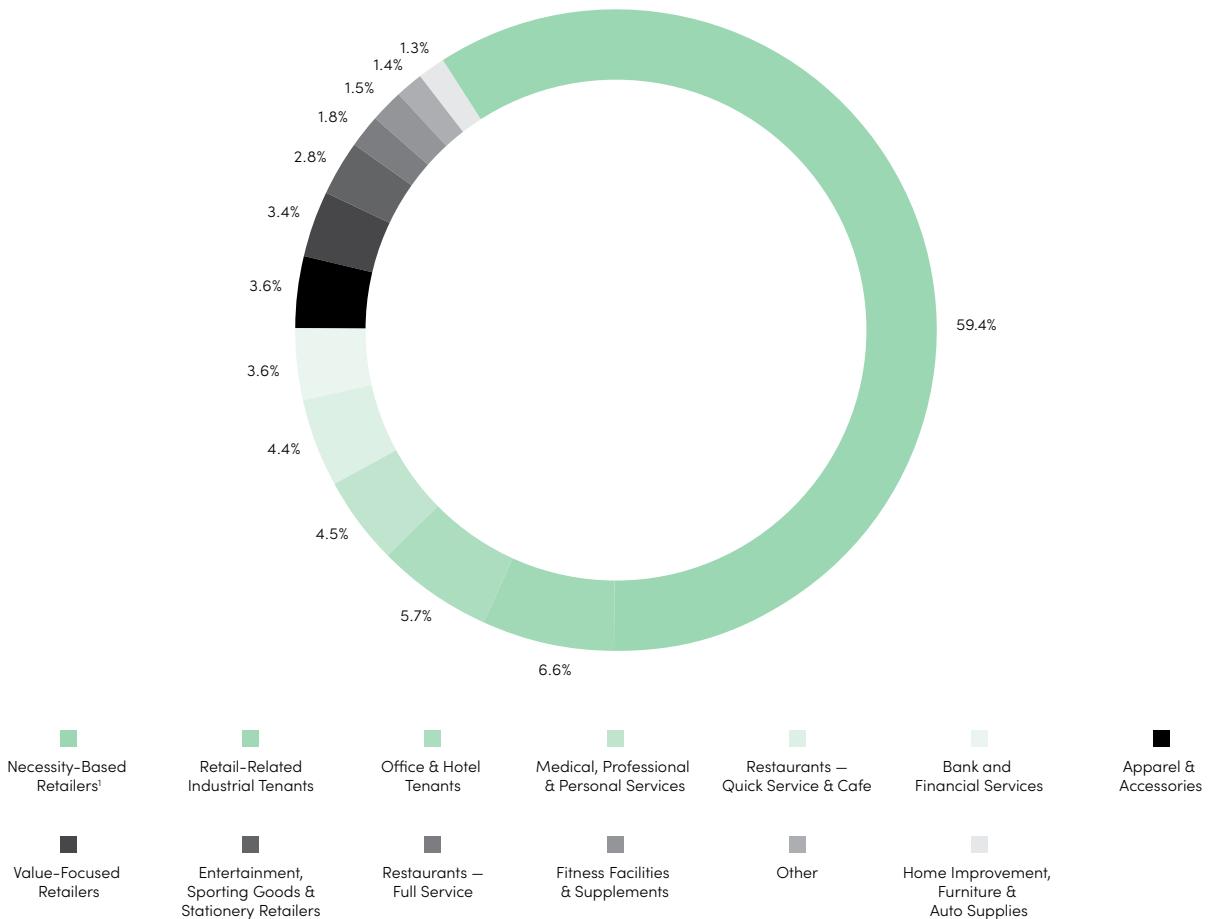 1.3%
1.4%
1.5%
1.8%
2.8%
3.4%
3.6%
59.4%
3.6%
4.4%
4.5%
5.7%
6.6%
Necessity-Based
Retailers¹
Retail-Related
Industrial Tenants
Office & Hotel
Tenants
Medical, Professional
& Personal Services
Restaurants —
Quick Service & Cafe
Bank and
Financial Services
Apparel &
Accessories
Value-Focused
Retailers
Entertainment,
Sporting Goods &
Stationery Retailers
Restaurants —
Full Service
Fitness Facilities
& Supplements
Other
Home Improvement,
Furniture &
Auto Supplies